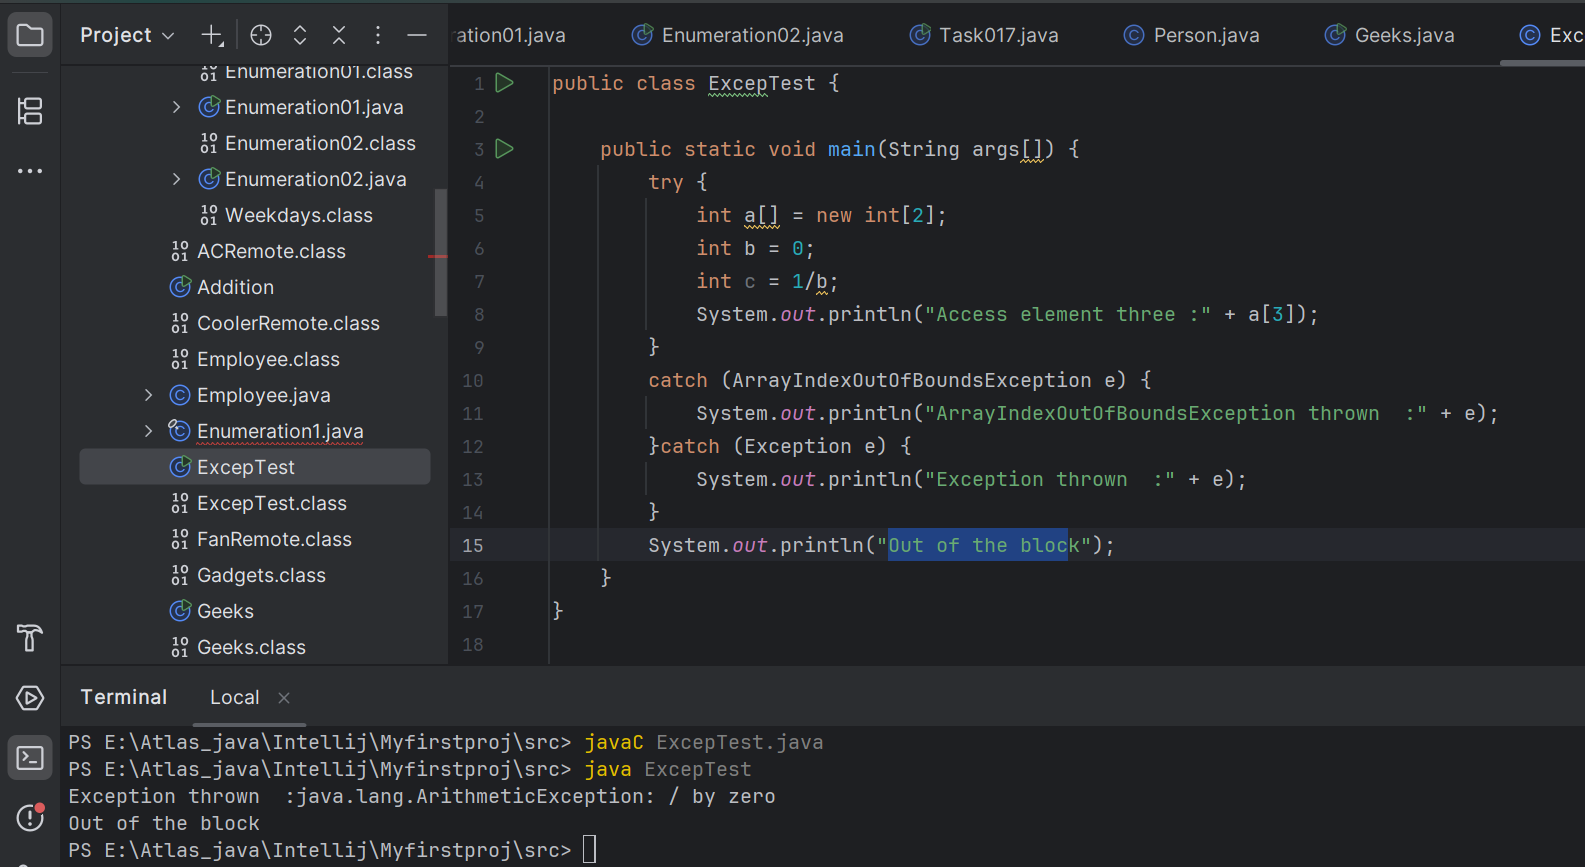 Project
ation01.java
Enumeration02.java
Task017.java
Person.java
Geeks.java
Exc
Enumeration01.class
Enumeration01.java
Enumeration02.class
Enumeration02.java
Weekdays.class
ACRemote.class
Addition
CoolerRemote.class
Employee.class
Employee.java
Enumeration1.java
ExcepTest
ExcepTest.class
FanRemote.class
Gadgets.class
Geeks
Geeks.class
1 public class ExcepTest {
2
3 public static void main(String args[]) {
4 try {
5 int a[] = new int[2];
6 int b = 0;
7 int c = 1/b;
8 System.out.println("Access element three :" + a[3]);
9 }
10 catch (ArrayIndexOutOfBoundsException e) {
11 System.out.println("ArrayIndexOutOfBoundsException thrown  :" + e);
12 }catch (Exception e) {
13 System.out.println("Exception thrown  :" + e);
14 }
15 System.out.println("Out of the block");
16 }
17 }
18
Terminal
Local
PS E:\Atlas_java\Intellij\Myfirstproj\src> javaC ExcepTest.java
PS E:\Atlas_java\Intellij\Myfirstproj\src> java ExcepTest
Exception thrown  :java.lang.ArithmeticException: / by zero
Out of the block
PS E:\Atlas_java\Intellij\Myfirstproj\src>